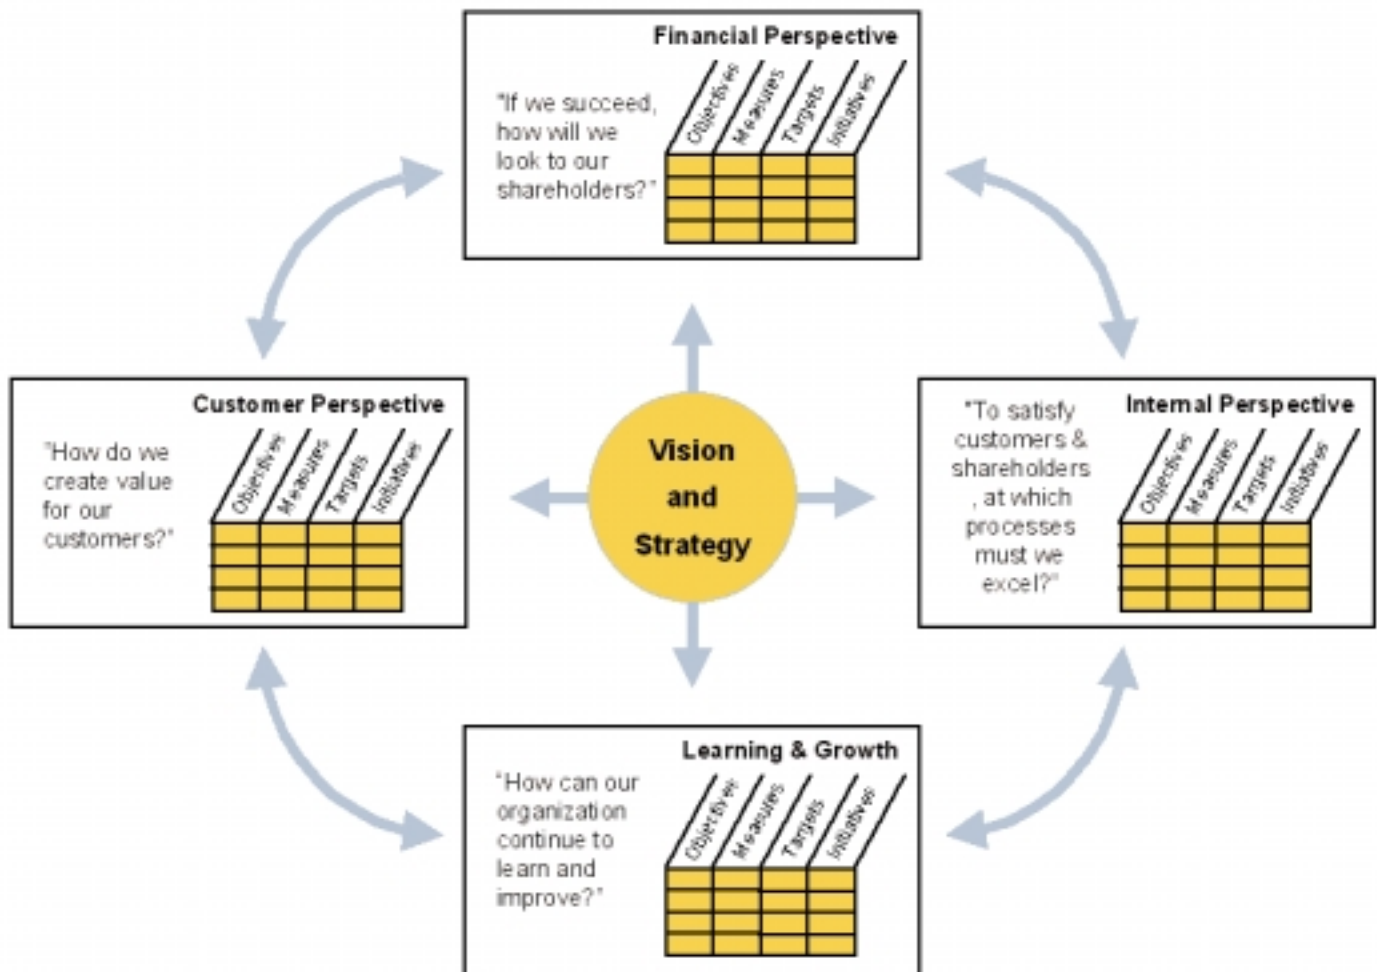 Financial Perspective
"If we succeed,
how will we
look to our
shareholders?"
Objectives
Measures
Targets
Initiatives
Customer Perspective
"How do we
create value
for our
customers?"
Objectives
Measures
Targets
Initiatives
Vision
and
Strategy
Internal Perspective
"To satisfy
customers &
shareholders
, at which
processes
must we
excel?"
Objectives
Measures
Targets
Initiatives
Learning & Growth
"How can our
organization
continue to
learn and
improve?"
Objectives
Measures
Targets
Initiatives